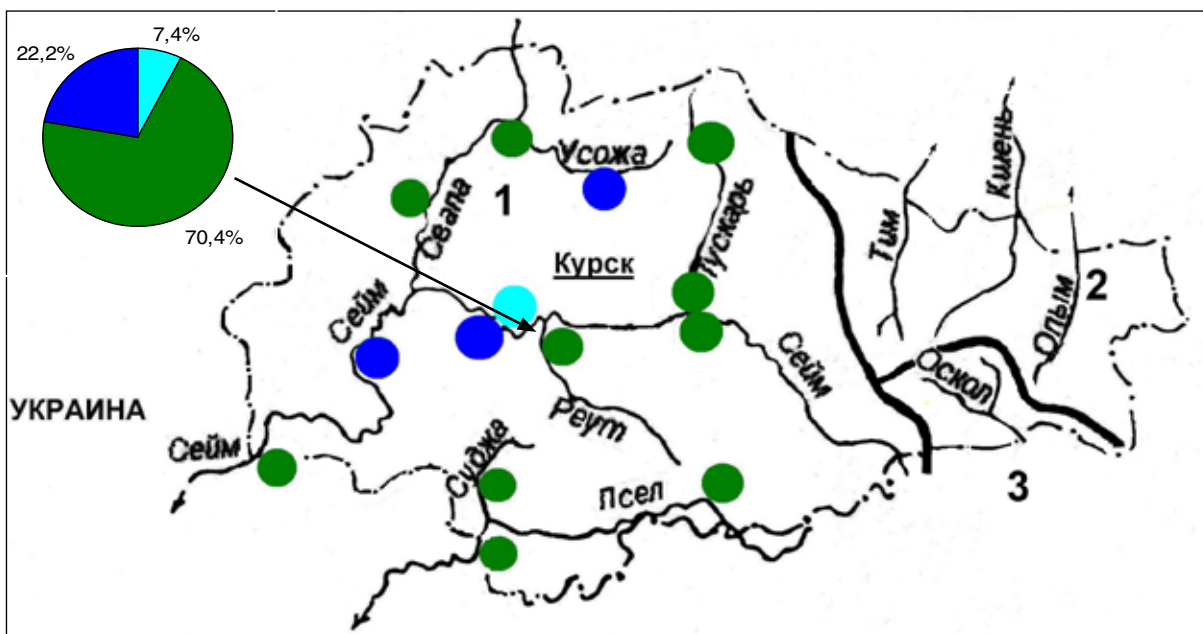 7,4%
22,2%
70,4%
Усожа
Свапа
1
Тускарь
Тим
Кшень
Курск
2
Олым
Сейм
Сейм
Оскол
УКРАИНА
Реут
Сейм
Суджа
Псел
3